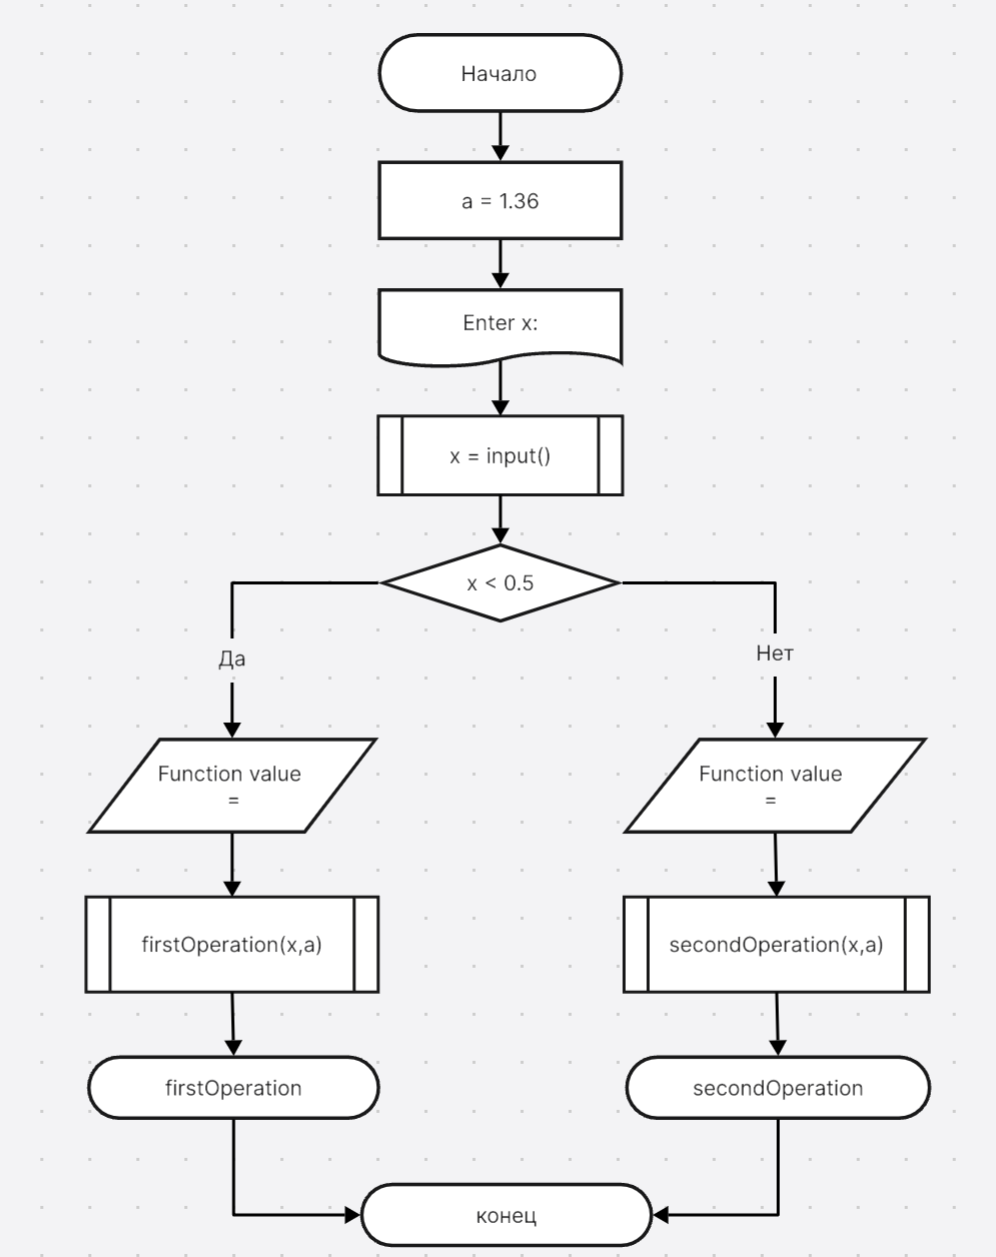 Начало
a = 1.36
Enter x:
x = input()
x < 0.5
Да
Нет
Function value
=
Function value
=
firstOperation(x,a)
secondOperation(x,a)
firstOperation
secondOperation
конец